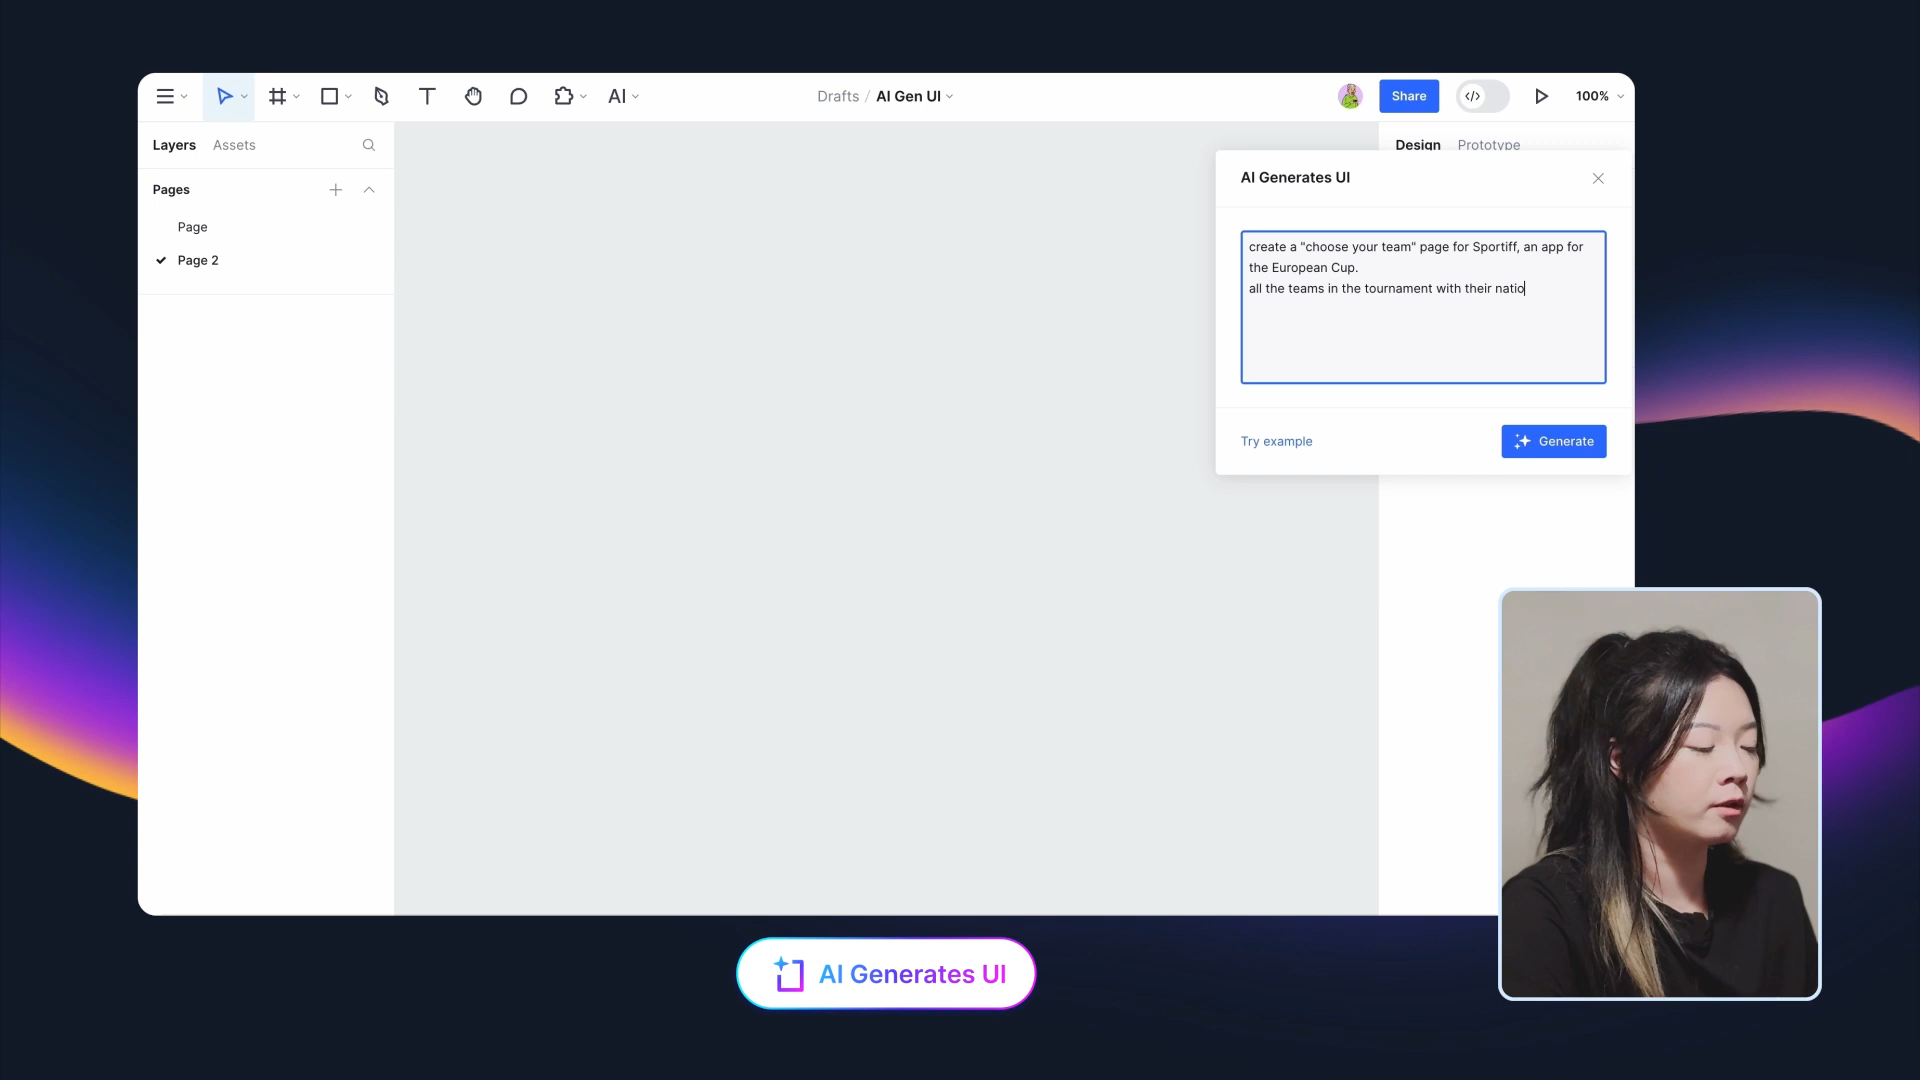 AI
Drafts / AI Gen UI
Share
100%
Layers
Assets
Design
Prototype
Pages
Page
Page 2
AI Generates UI
create a "choose your team" page for Sportiff, an app for
the European Cup.
all the teams in the tournament with their natio
Try example
Generate
AI Generates UI